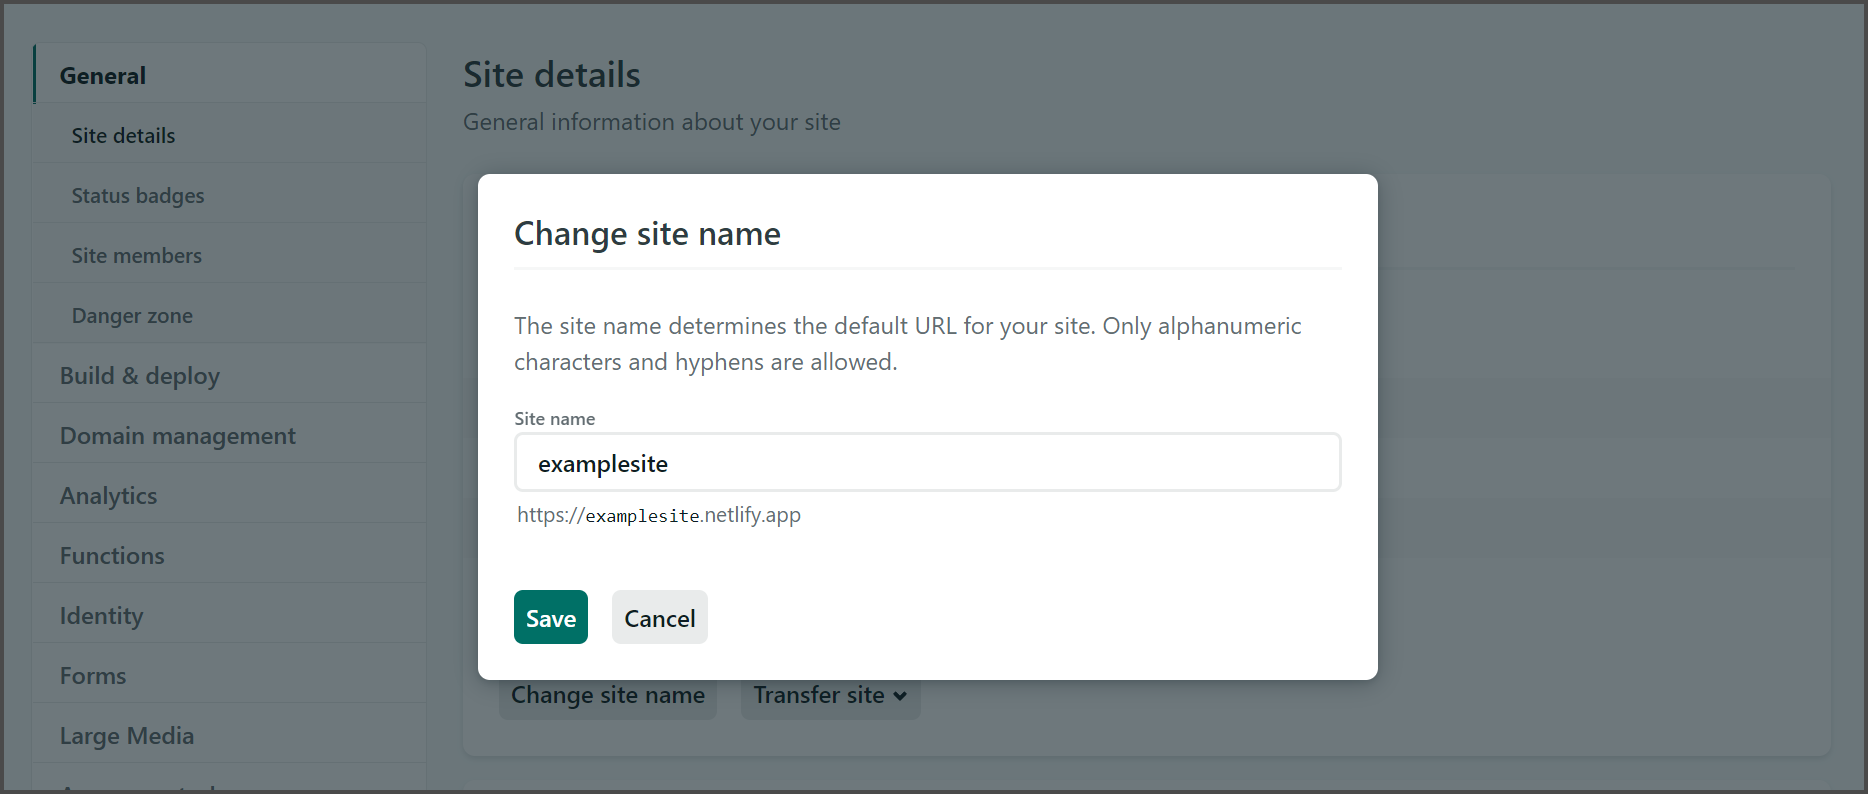 General
Site details
Status badges
Site members
Danger zone
Build & deploy
Domain management
Analytics
Functions
Identity
Forms
Large Media
Site details
General information about your site
Change site name
The site name determines the default URL for your site. Only alphanumeric
characters and hyphens are allowed.
Site name
examplesite
https://examplesite.netlify.app
Save Cancel
Change site name Transfer site